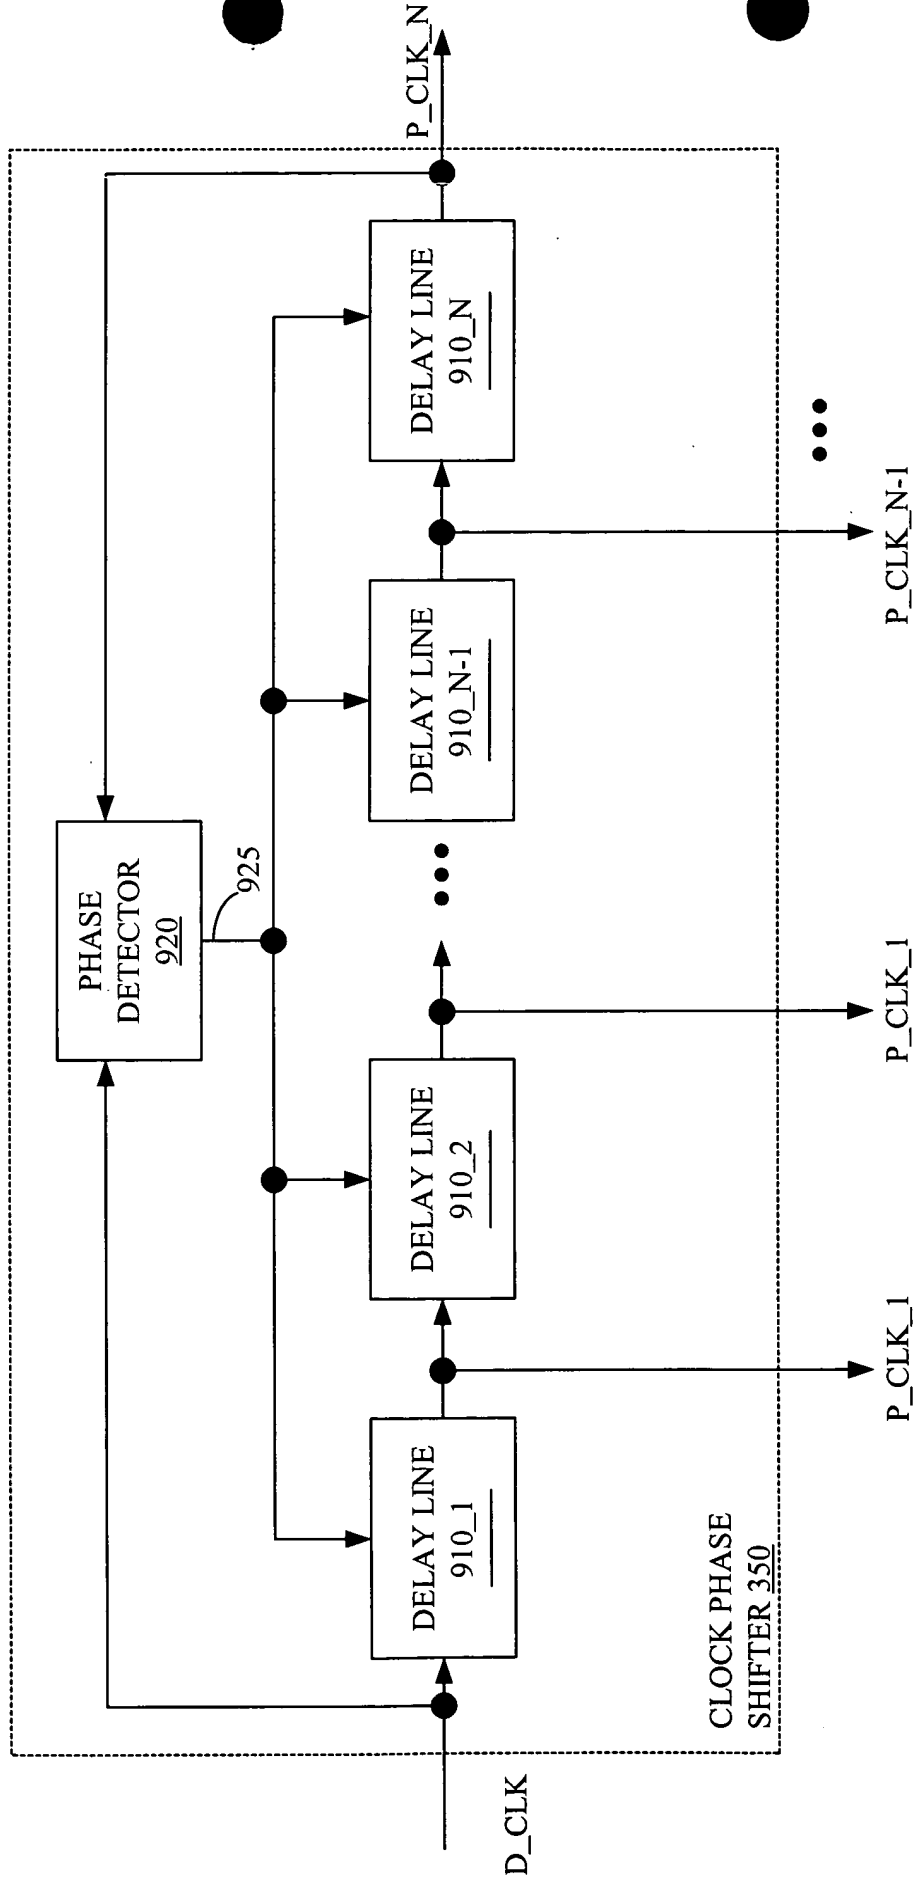 PHASE
DETECTOR
920
925
DELAY LINE
910_1
DELAY LINE
910_2
DELAY LINE
910_N-1
DELAY LINE
910_N
D_CLK
P_CLK_N
CLOCK PHASE
SHIFTER 350
P_CLK_1
P_CLK_1
P_CLK_N-1